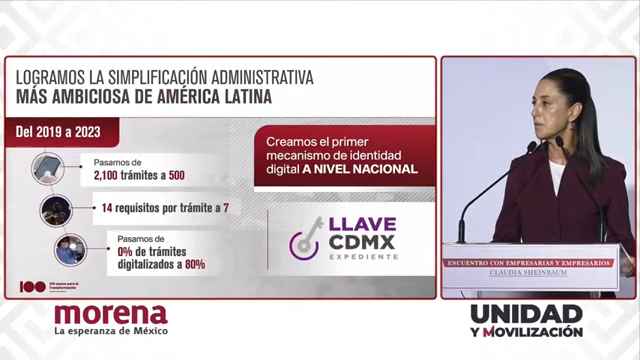 LOGRAMOS LA SIMPLIFICACIÓN ADMINISTRATIVA
MÁS AMBICIOSA DE AMÉRICA LATINA
Del 2019 a 2023
Pasamos de
2,100 trámites a 500
14 requisitos por trámite a 7
Pasamos de
0% de trámites
digitalizados a 80%
Creamos el primer
mecanismo de identidad
digital A NIVEL NACIONAL
LLAVE
CDMX
EXPEDIENTE
100
ENCUENTRO CON EMPRESARIAS Y EMPRESARIOS
CLAUDIA SHEINBAUM
morena
La esperanza de México
UNIDAD
Y MOVILIZACIÓN